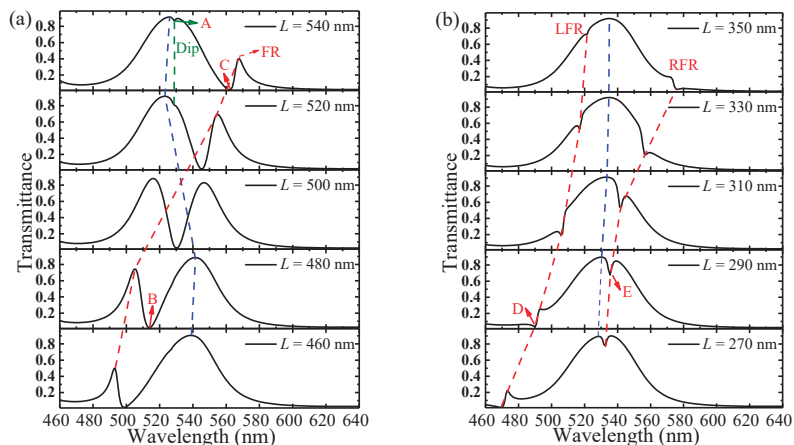 (a)
Transmittance
0.8
0.6
0.4
0.2
A
Dip
C
FR
L = 540 nm
0.8
0.6
0.4
0.2
L = 520 nm
0.8
0.6
0.4
0.2
L = 500 nm
0.8
0.6
0.4
0.2
B
L = 480 nm
0.8
0.6
0.4
0.2
L = 460 nm
460 480 500 520 540 560 580 600 620 640
Wavelength (nm)
(b)
Transmittance
0.8
0.6
0.4
0.2
LFR
RFR
L = 350 nm
0.8
0.6
0.4
0.2
L = 330 nm
0.8
0.6
0.4
0.2
L = 310 nm
0.8
0.6
0.4
0.2
D
E
L = 290 nm
0.8
0.6
0.4
0.2
L = 270 nm
460 480 500 520 540 560 580 600 620 640
Wavelength (nm)